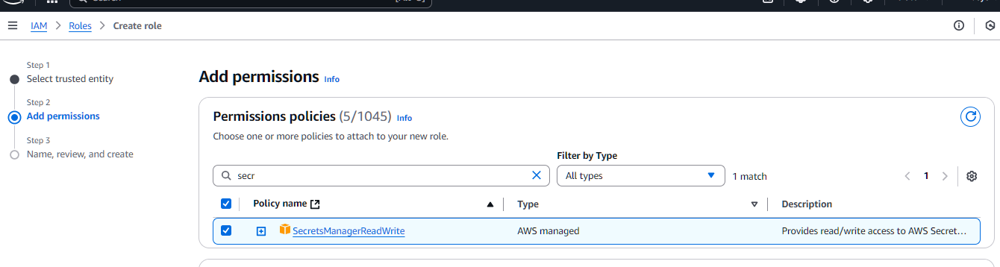 IAM > Roles > Create role
Step 1
Select trusted entity
Step 2
Add permissions
Step 3
Name, review, and create
Add permissions Info
Permissions policies (5/1045) Info
Choose one or more policies to attach to your new role.
Filter by Type
secr
All types
1 match
1
Policy name
Type
Description
SecretsManagerReadWrite
AWS managed
Provides read/write access to AWS Secret...